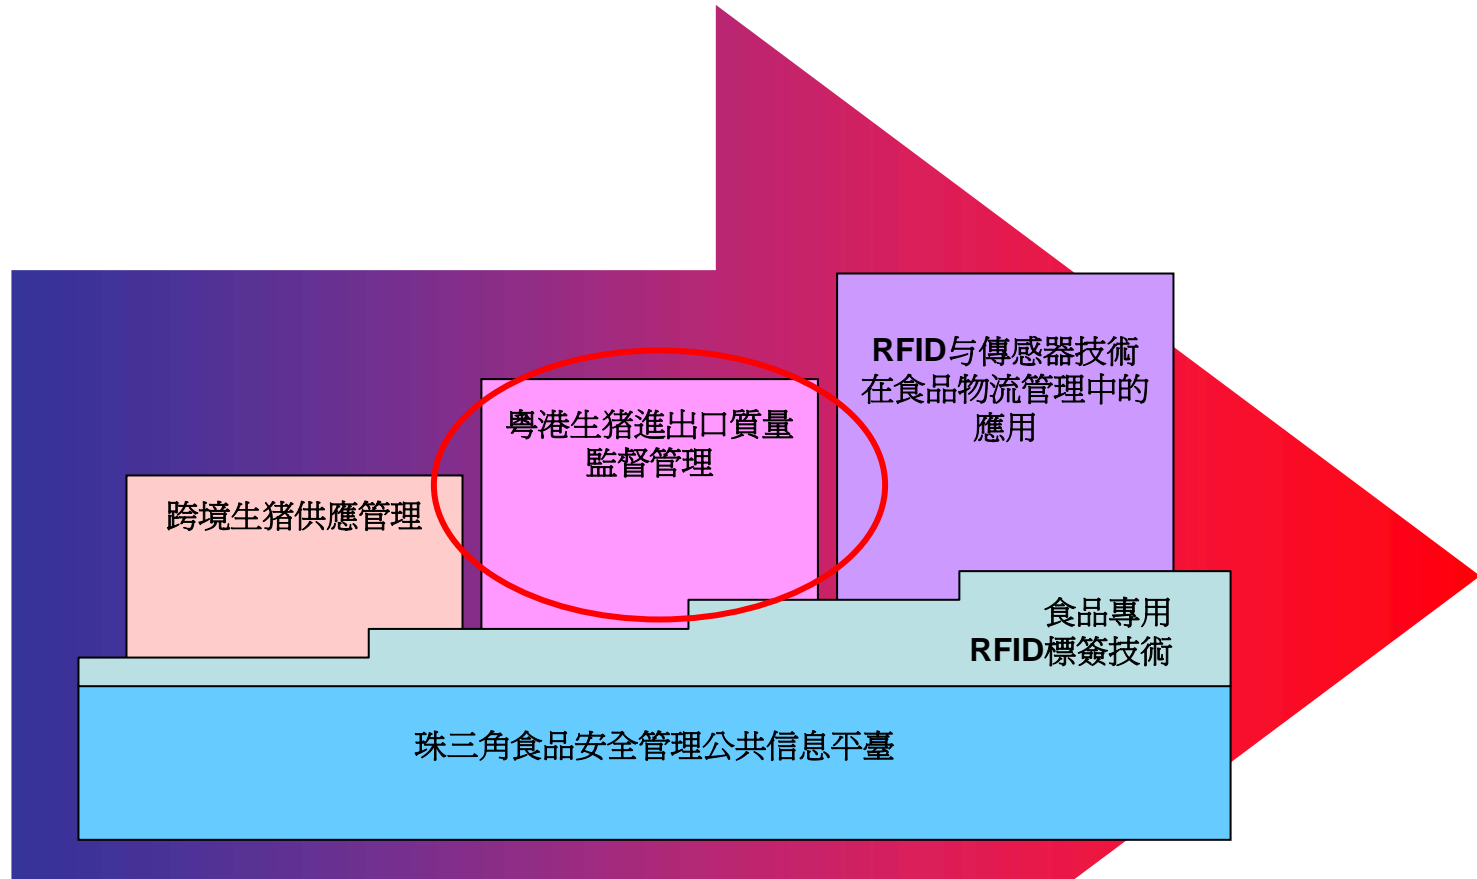 RFID与傳感器技術
在食品物流管理中的
應用
粵港生猪進出口質量
監督管理
跨境生猪供應管理
食品專用
RFID標簽技術
珠三角食品安全管理公共信息平臺